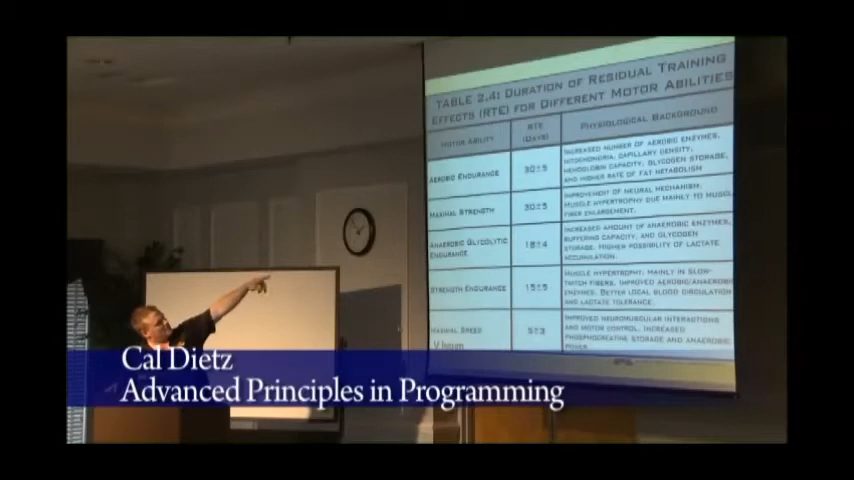 TABLE 2.4: DURATION OF RESIDUAL TRAINING
EFFECTS (RTE) FOR DIFFERENT MOTOR ABILITIES
MOTOR ABILITY
RTE
(DAYS)
PHYSIOLOGICAL BACKGROUND
AEROBIC ENDURANCE
30±5
INCREASED NUMBER OF AEROBIC ENZYMES,
MITOCHONDRIA, CAPILLARY DENSITY,
HEMOGLOBIN CAPACITY, GLYCOGEN STORAGE,
AND HIGHER RATE OF FAT METABOLISM
MAXIMAL STRENGTH
30±5
IMPROVEMENT OF NEURAL MECHANISM,
MUSCLE HYPERTROPHY DUE MAINLY TO MUSCLE
FIBER ENLARGEMENT.
ANAEROBIC GLYCOLITIC
ENDURANCE
18±4
INCREASED AMOUNT OF ANAEROBIC ENZYMES,
BUFFERING CAPACITY, AND GLYCOGEN
STORAGE. HIGHER POSSIBILITY OF LACTATE
ACCUMULATION.
STRENGTH ENDURANCE
15±5
MUSCLE HYPERTROPHY, MAINLY IN SLOW-
TWITCH FIBERS, IMPROVED AEROBIC/ANAEROBIC
ENZYMES. BETTER LOCAL BLOOD CIRCULATION
AND LACTATE TOLERANCE.
MAXIMAL SPEED
5±3
IMPROVED NEUROMUSCULAR INTERACTIONS
AND MOTOR CONTROL. INCREASED
PHOSPHOCREATINE STORAGE AND ANAEROBIC
POWER
Cal Dietz
Advanced Principles in Programming